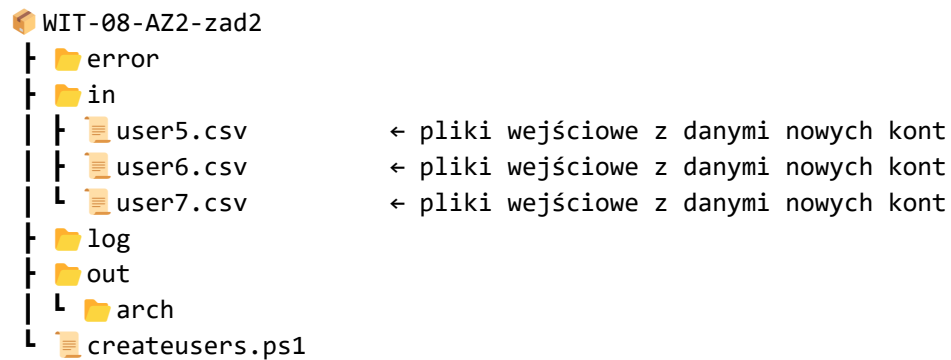 WIT-08-AZ2-zad2
error
in
user5.csv ← pliki wejściowe z danymi nowych kont
user6.csv ← pliki wejściowe z danymi nowych kont
user7.csv ← pliki wejściowe z danymi nowych kont
log
out
arch
createusers.ps1